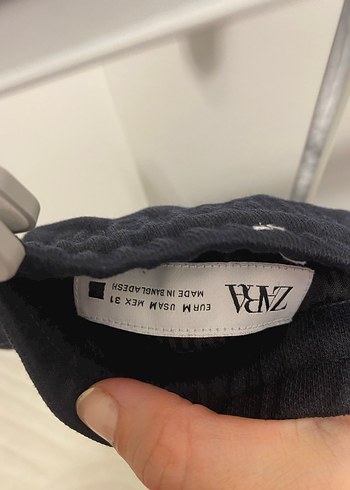 ZARA
EUR M USA M MEX 31
MADE IN BANGLADESH